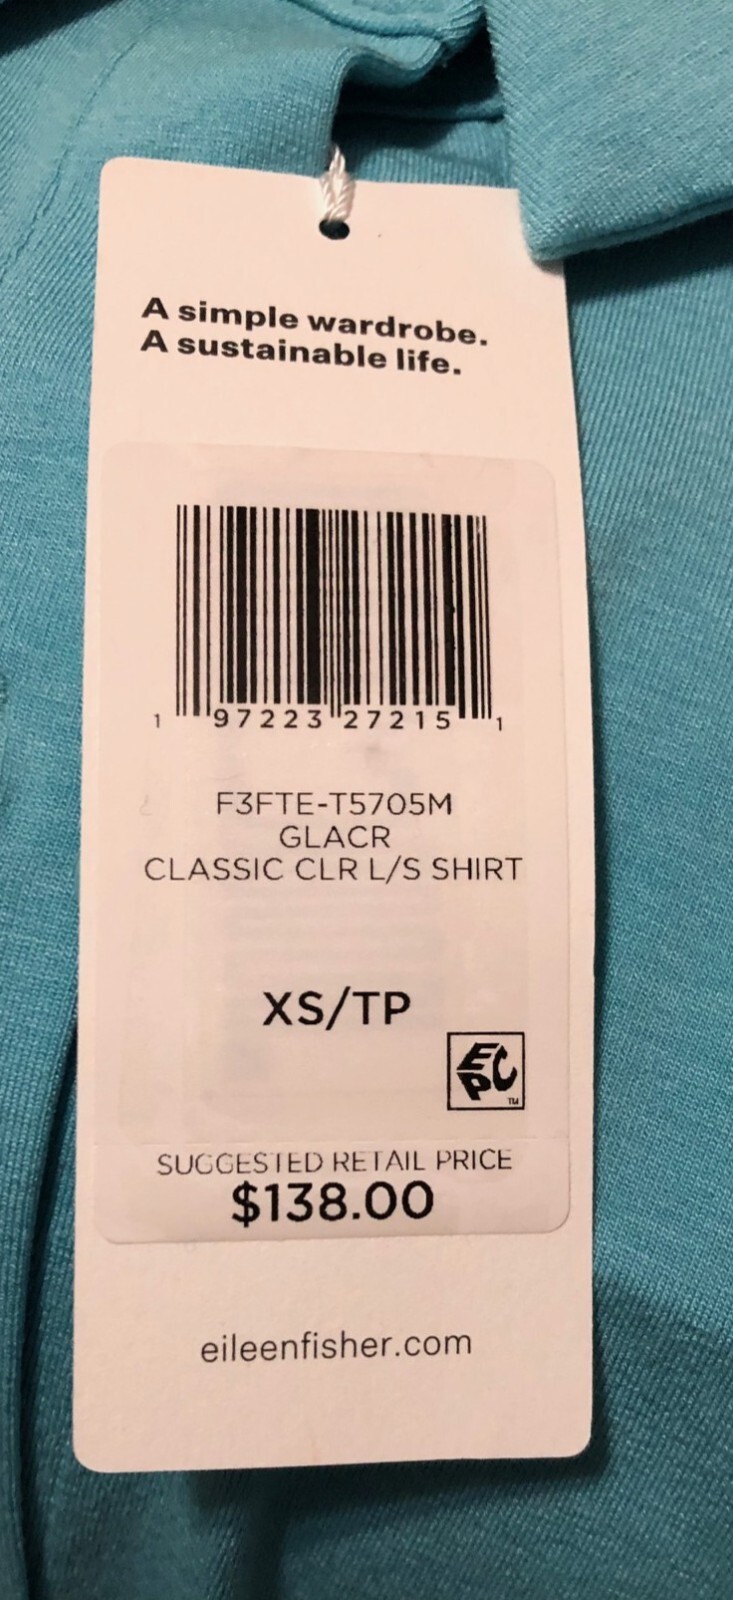 A simple wardrobe.
A sustainable life.
1 97223 27215 1
F3FTE-T5705M
GLACR
CLASSIC CLR L/S SHIRT
XS/TP
EPC
TM
SUGGESTED RETAIL PRICE
$138.00
eileenfisher.com